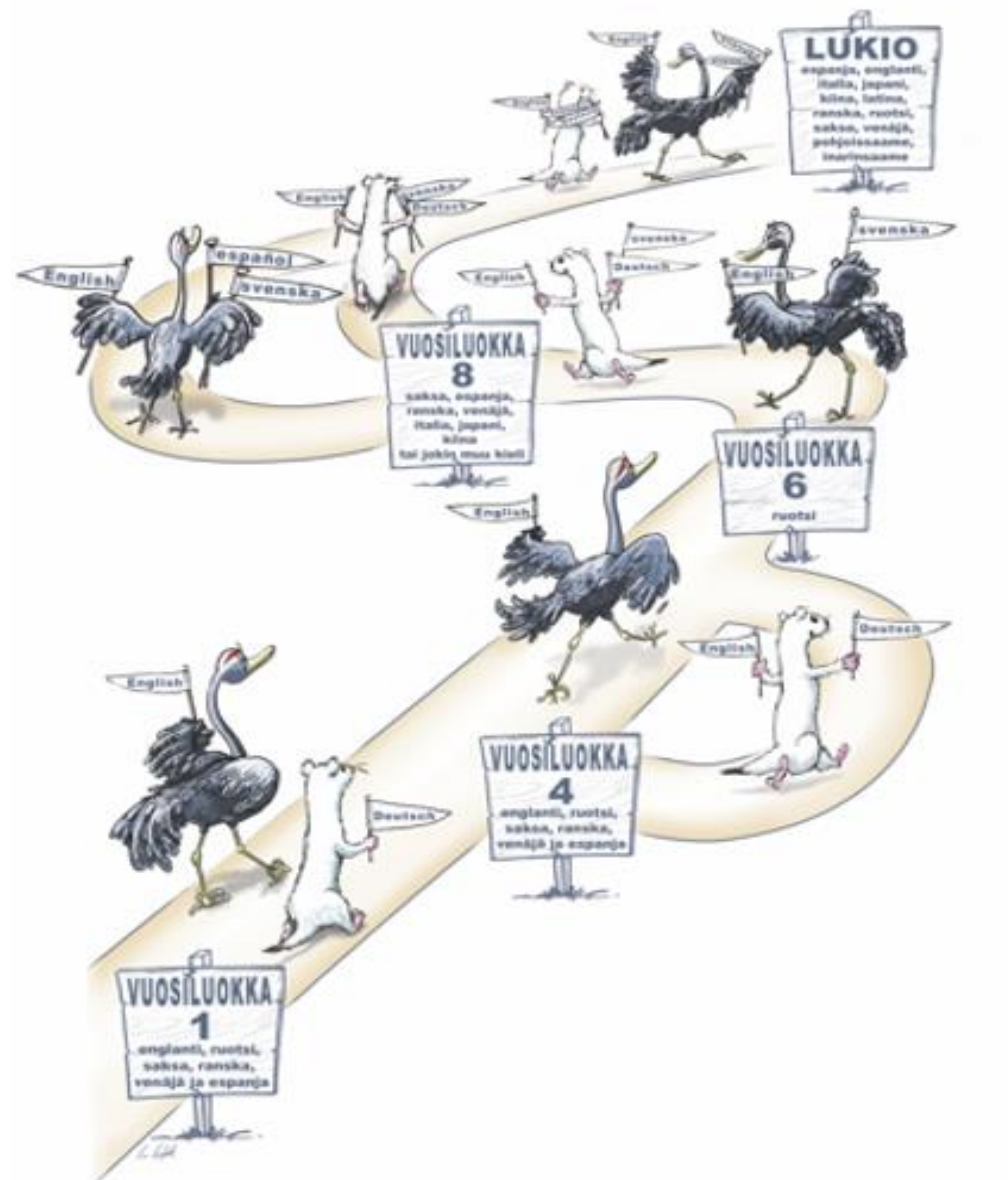 English
LUKIO
espanja, englanti,
italia, japani,
kiina, latina,
ranska, ruotsi,
saksa, venäjä,
pohjoissaame,
inarinsaame
English
svenska
Deutsch
English
español
svenska
English
svenska
Deutsch
English
svenska
VUOSILUOKKA
8
saksa, espanja,
ranska, venäjä,
italia, japani,
kiina
tai jokin muu kieli
VUOSILUOKKA
6
ruotsi
English
English
Deutsch
English
Deutsch
VUOSILUOKKA
4
englanti, ruotsi,
saksa, ranska,
venäjä ja espanja
VUOSILUOKKA
1
englanti, ruotsi,
saksa, ranska,
venäjä ja espanja